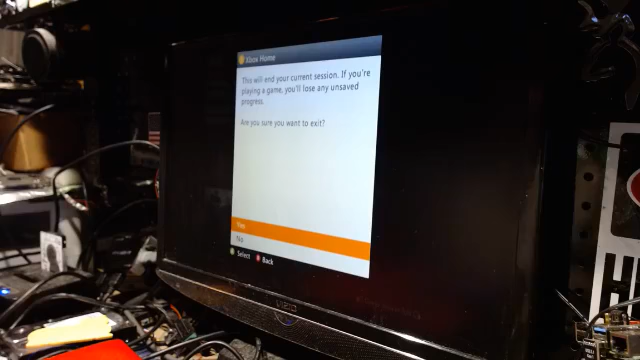 Xbox Home
This will end your current session. If you're
playing a game, you'll lose any unsaved
progress.
Are you sure you want to exit?
Yes
No
Select Back
VIZIO